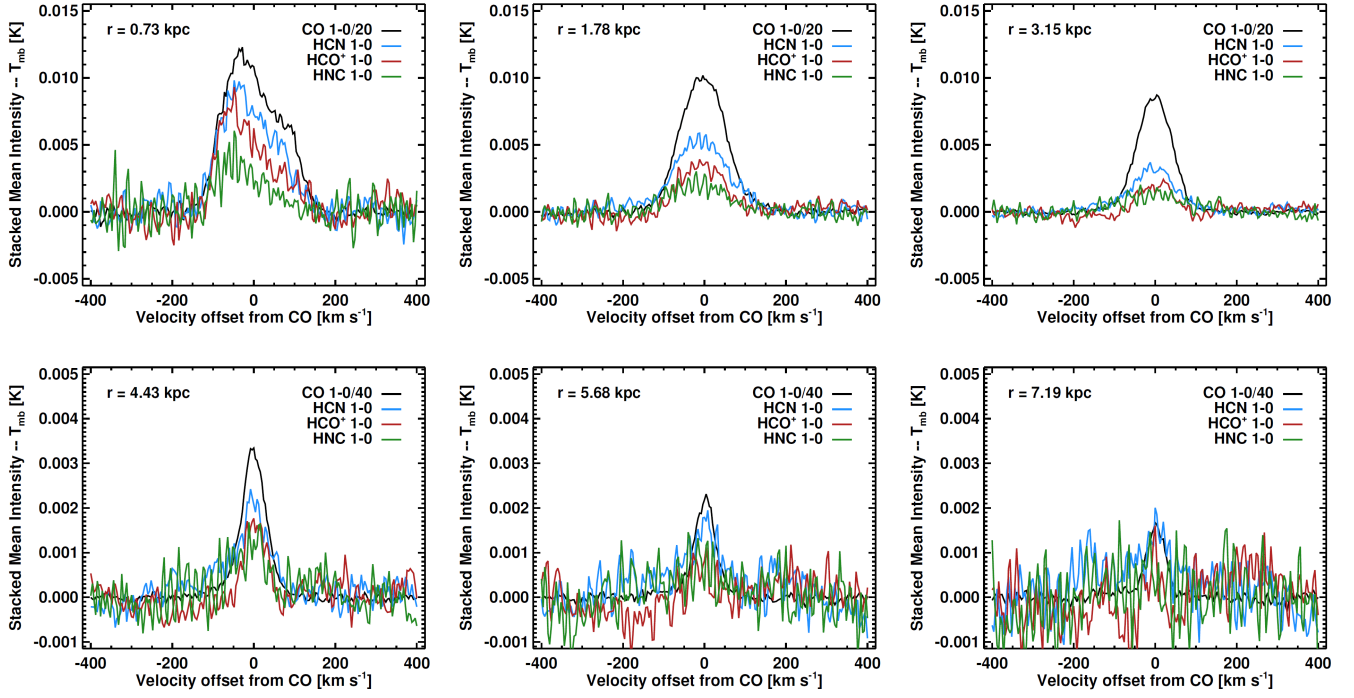 r = 0.73 kpc
CO 1-0/20
HCN 1-0
HCO⁺ 1-0
HNC 1-0
0.015
0.010
0.005
0.000
-0.005
-400 -200 0 200 400
Stacked Mean Intensity -- Tmb [K]
Velocity offset from CO [km s⁻¹]
r = 1.78 kpc
CO 1-0/20
HCN 1-0
HCO⁺ 1-0
HNC 1-0
0.015
0.010
0.005
0.000
-0.005
-400 -200 0 200 400
Stacked Mean Intensity -- Tmb [K]
Velocity offset from CO [km s⁻¹]
r = 3.15 kpc
CO 1-0/20
HCN 1-0
HCO⁺ 1-0
HNC 1-0
0.015
0.010
0.005
0.000
-0.005
-400 -200 0 200 400
Stacked Mean Intensity -- Tmb [K]
Velocity offset from CO [km s⁻¹]
r = 4.43 kpc
CO 1-0/40
HCN 1-0
HCO⁺ 1-0
HNC 1-0
0.005
0.004
0.003
0.002
0.001
0.000
-0.001
-400 -200 0 200 400
Stacked Mean Intensity -- Tmb [K]
Velocity offset from CO [km s⁻¹]
r = 5.68 kpc
CO 1-0/40
HCN 1-0
HCO⁺ 1-0
HNC 1-0
0.005
0.004
0.003
0.002
0.001
0.000
-0.001
-400 -200 0 200 400
Stacked Mean Intensity -- Tmb [K]
Velocity offset from CO [km s⁻¹]
r = 7.19 kpc
CO 1-0/40
HCN 1-0
HCO⁺ 1-0
HNC 1-0
0.005
0.004
0.003
0.002
0.001
0.000
-0.001
-400 -200 0 200 400
Stacked Mean Intensity -- Tmb [K]
Velocity offset from CO [km s⁻¹]